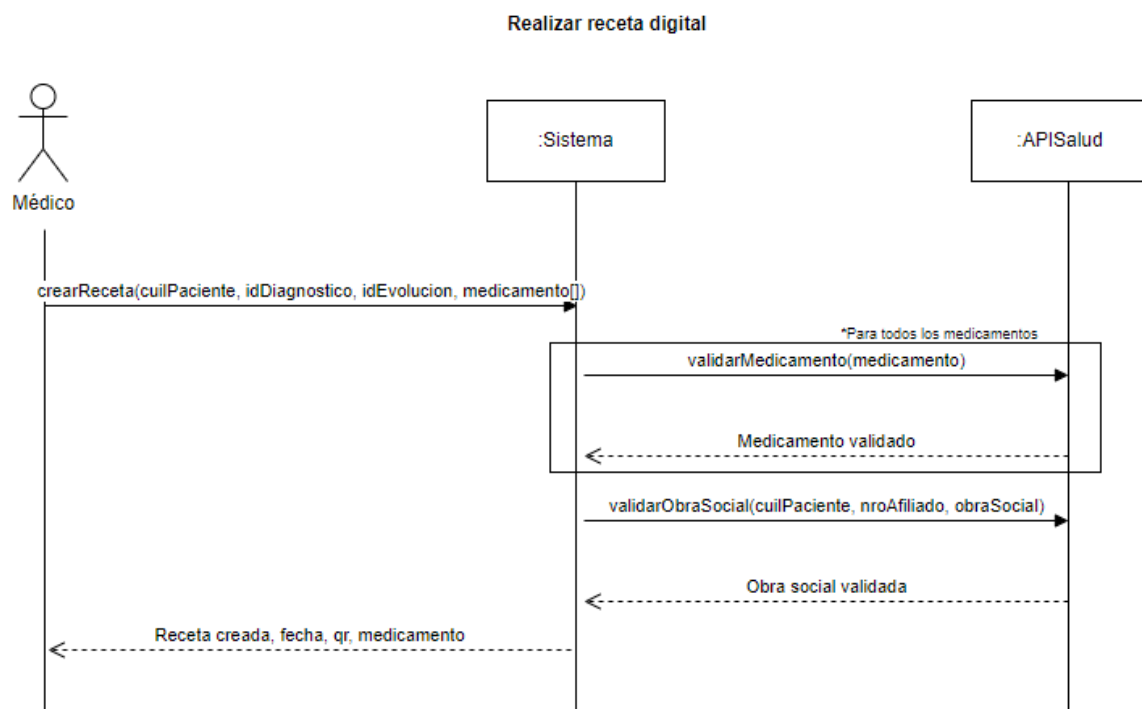 Realizar receta digital
:Sistema
:APISalud
Médico
crearReceta(cuilPaciente, idDiagnostico, idEvolucion, medicamento[])
*Para todos los medicamentos
validarMedicamento(medicamento)
Medicamento validado
validarObraSocial(cuilPaciente, nroAfiliado, obraSocial)
Obra social validada
Receta creada, fecha, qr, medicamento